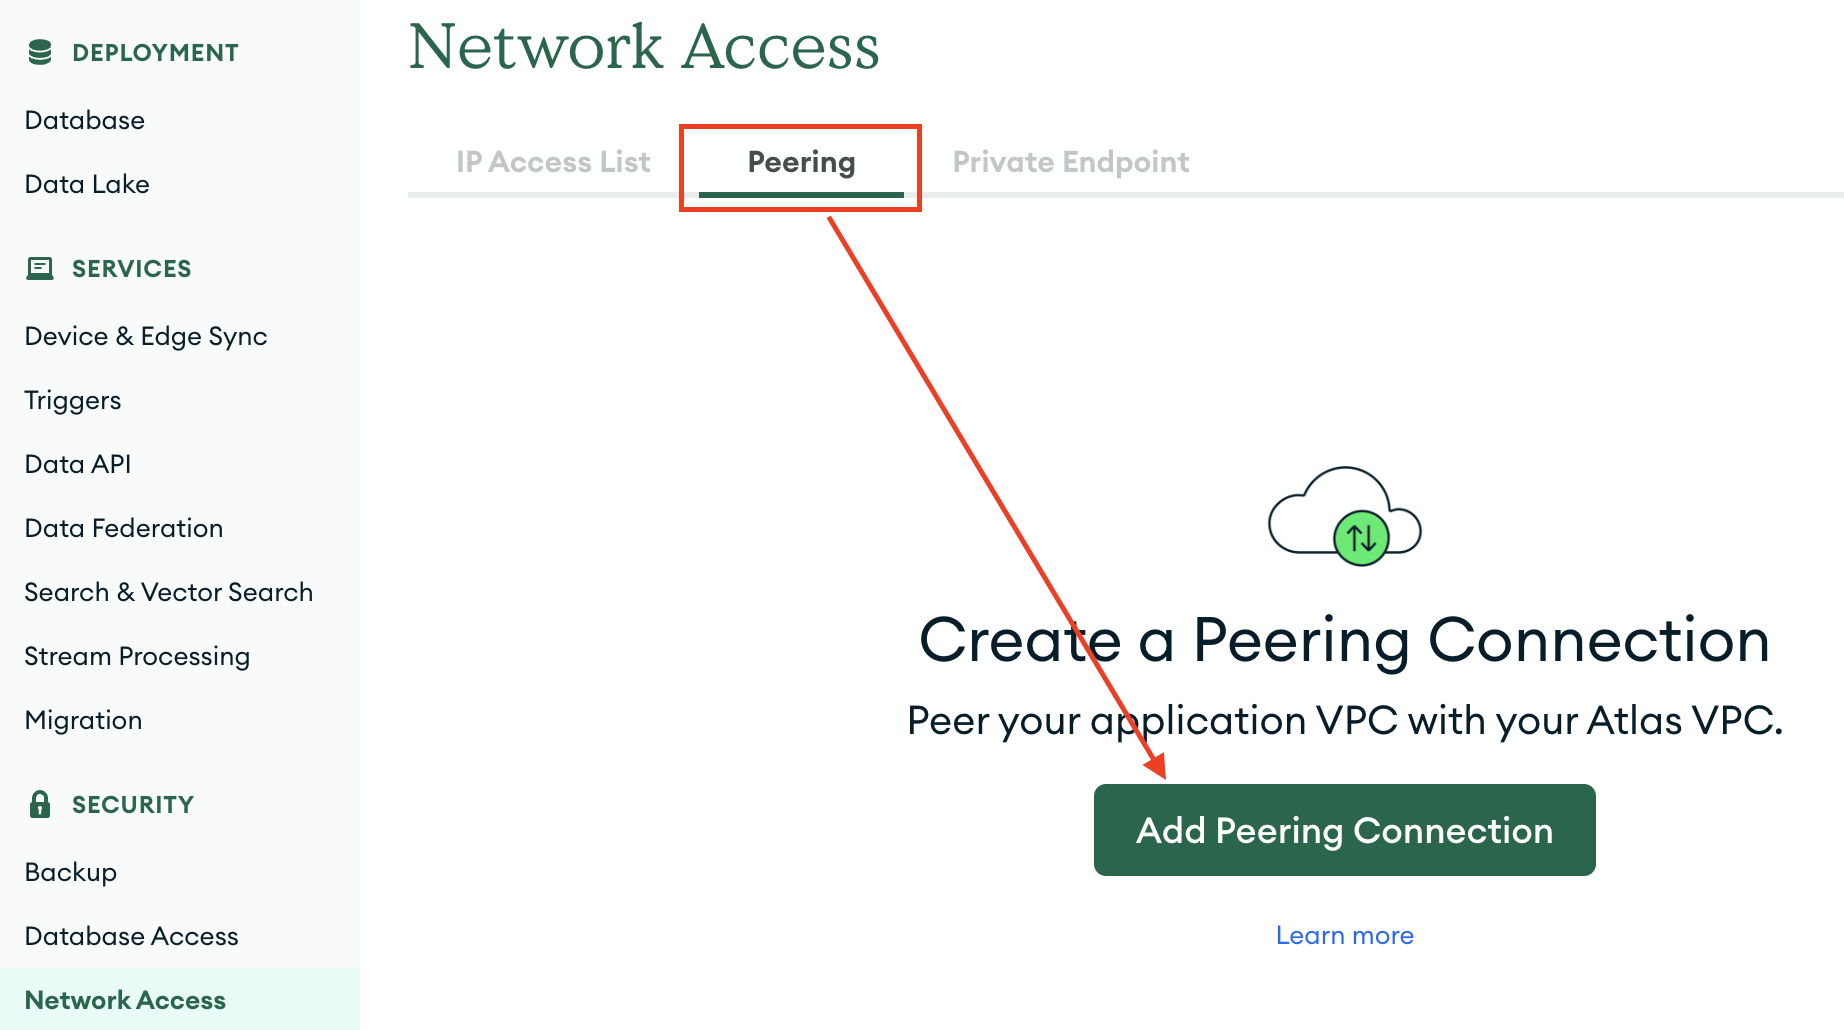 DEPLOYMENT
Database
Data Lake
SERVICES
Device & Edge Sync
Triggers
Data API
Data Federation
Search & Vector Search
Stream Processing
Migration
SECURITY
Backup
Database Access
Network Access
Network Access
IP Access List
Peering
Private Endpoint
Create a Peering Connection
Peer your application VPC with your Atlas VPC.
Add Peering Connection
Learn more